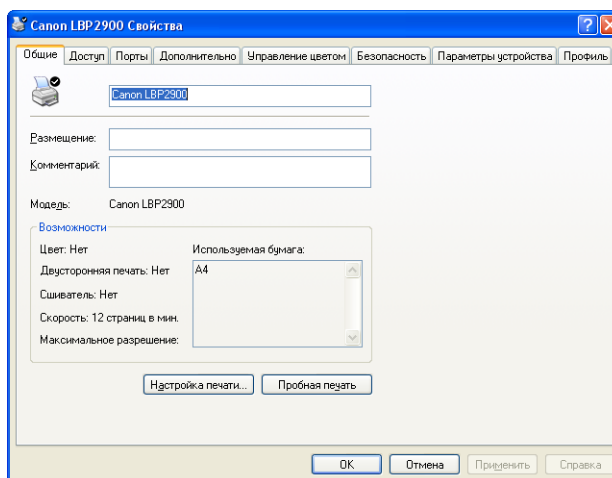 Canon LBP2900 Свойства
Общие Доступ Порты Дополнительно Управление цветом Безопасность Параметры устройства Профиль
Canon LBP2900
Размещение:
Комментарий:
Модель: Canon LBP2900
Возможности
Цвет: Нет Используемая бумага:
Двусторонняя печать: Нет A4
Сшиватель: Нет
Скорость: 12 страниц в мин.
Максимальное разрешение:
Настройка печати... Пробная печать
OK Отмена Применить Справка